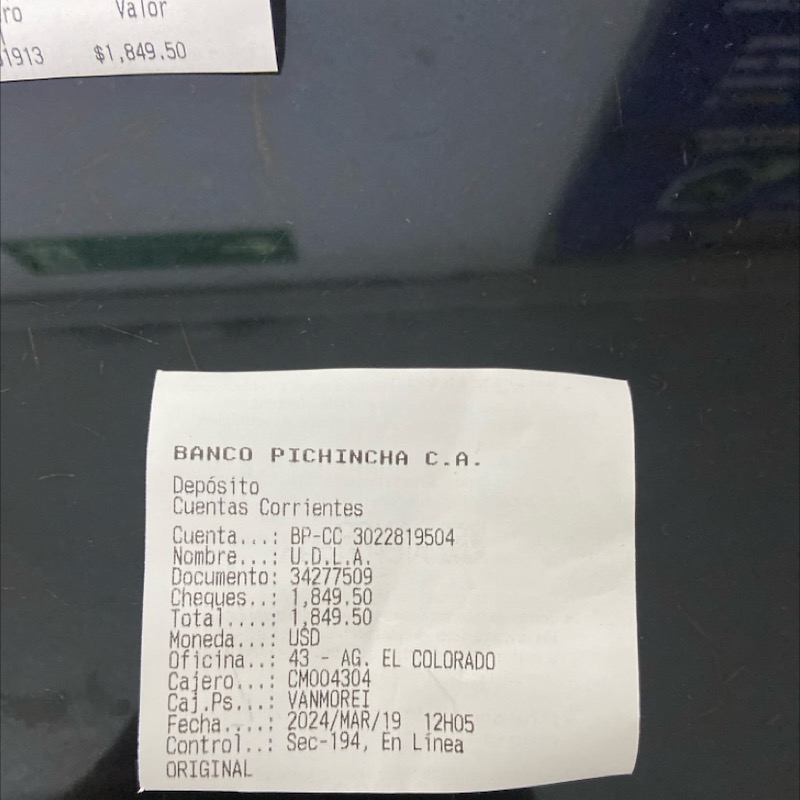 ro Valor
1913 $1,849.50
BANCO PICHINCHA C.A.
Depósito
Cuentas Corrientes
Cuenta...: BP-CC 3022819504
Nombre...: U.D.L.A.
Documento: 34277509
Cheques..: 1,849.50
Total....: 1,849.50
Moneda...: USD
Oficina..: 43 - AG. EL COLORADO
Cajero...: CM004304
Caj.Ps...: VANMOREI
Fecha....: 2024/MAR/19 12H05
Control..: Sec-194, En Línea
ORIGINAL